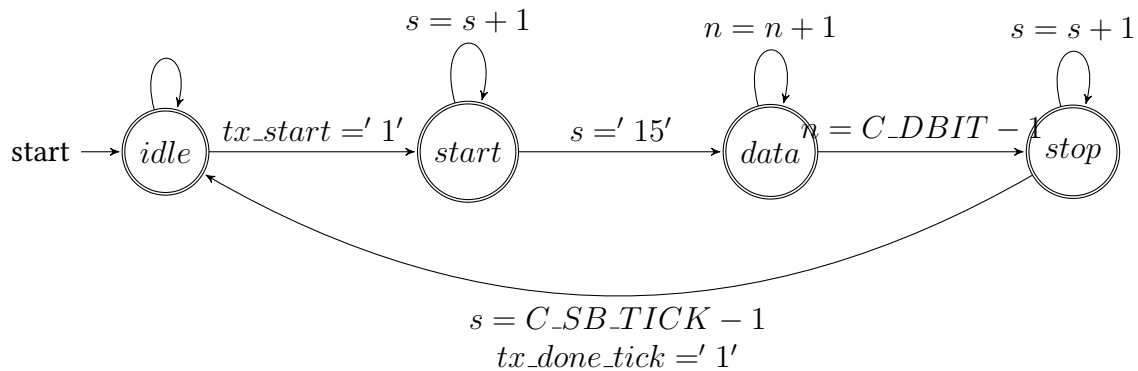 s = s + 1
n = n + 1
s = s + 1
start
idle
tx_start =' 1'
start
s =' 15'
data
n = C_DBIT − 1
stop
s = C_SB_TICK − 1
tx_done_tick =' 1'